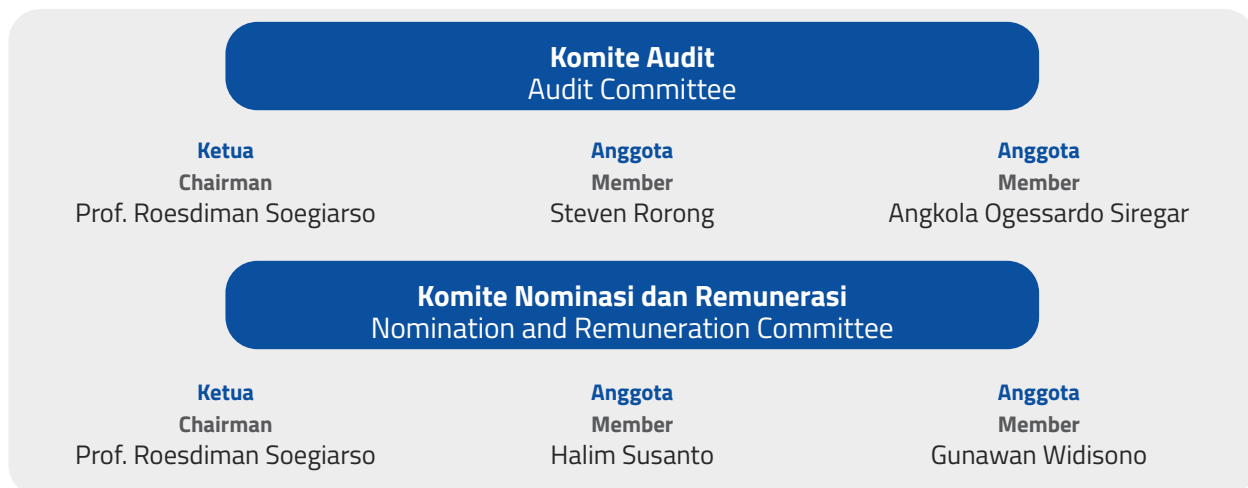 Komite Audit
Audit Committee
Ketua
Chairman
Prof. Roesdiman Soegiarso
Anggota
Member
Steven Rorong
Anggota
Member
Angkola Ogessardo Siregar
Komite Nominasi dan Remunerasi
Nomination and Remuneration Committee
Ketua
Chairman
Prof. Roesdiman Soegiarso
Anggota
Member
Halim Susanto
Anggota
Member
Gunawan Widisono